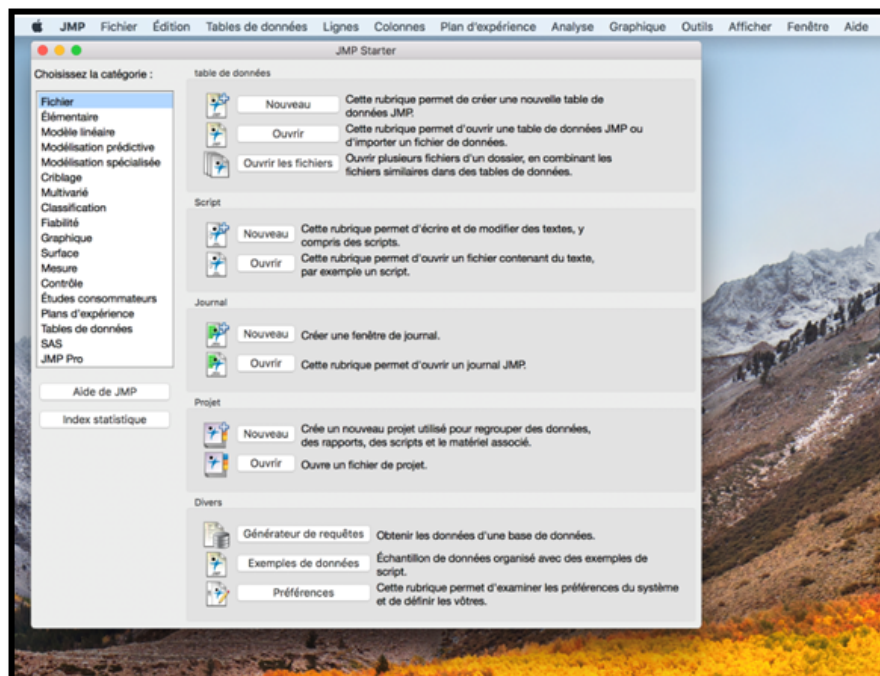 JMP Fichier Édition Tables de données Lignes Colonnes Plan d'expérience Analyse Graphique Outils Afficher Fenêtre Aide
JMP Starter
Choisissez la catégorie :
Fichier
Élémentaire
Modèle linéaire
Modélisation prédictive
Modélisation spécialisée
Criblage
Multivarié
Classification
Fiabilité
Graphique
Surface
Mesure
Contrôle
Études consommateurs
Plans d'expérience
Tables de données
SAS
JMP Pro
Aide de JMP
Index statistique
table de données
Nouveau
Cette rubrique permet de créer une nouvelle table de
données JMP.
Ouvrir
Cette rubrique permet d'ouvrir une table de données JMP ou
d'importer un fichier de données.
Ouvrir les fichiers
Ouvrir plusieurs fichiers d'un dossier, en combinant les
fichiers similaires dans des tables de données.
Script
Nouveau
Cette rubrique permet d'écrire et de modifier des textes, y
compris des scripts.
Ouvrir
Cette rubrique permet d'ouvrir un fichier contenant du texte,
par exemple un script.
Journal
Nouveau
Créer une fenêtre de journal.
Ouvrir
Cette rubrique permet d'ouvrir un journal JMP.
Projet
Nouveau
Crée un nouveau projet utilisé pour regrouper des données,
des rapports, des scripts et le matériel associé.
Ouvrir
Ouvre un fichier de projet.
Divers
Générateur de requêtes
Obtenir les données d'une base de données.
Exemples de données
Échantillon de données organisé avec des exemples de
script.
Préférences
Cette rubrique permet d'examiner les préférences du système
et de définir les vôtres.